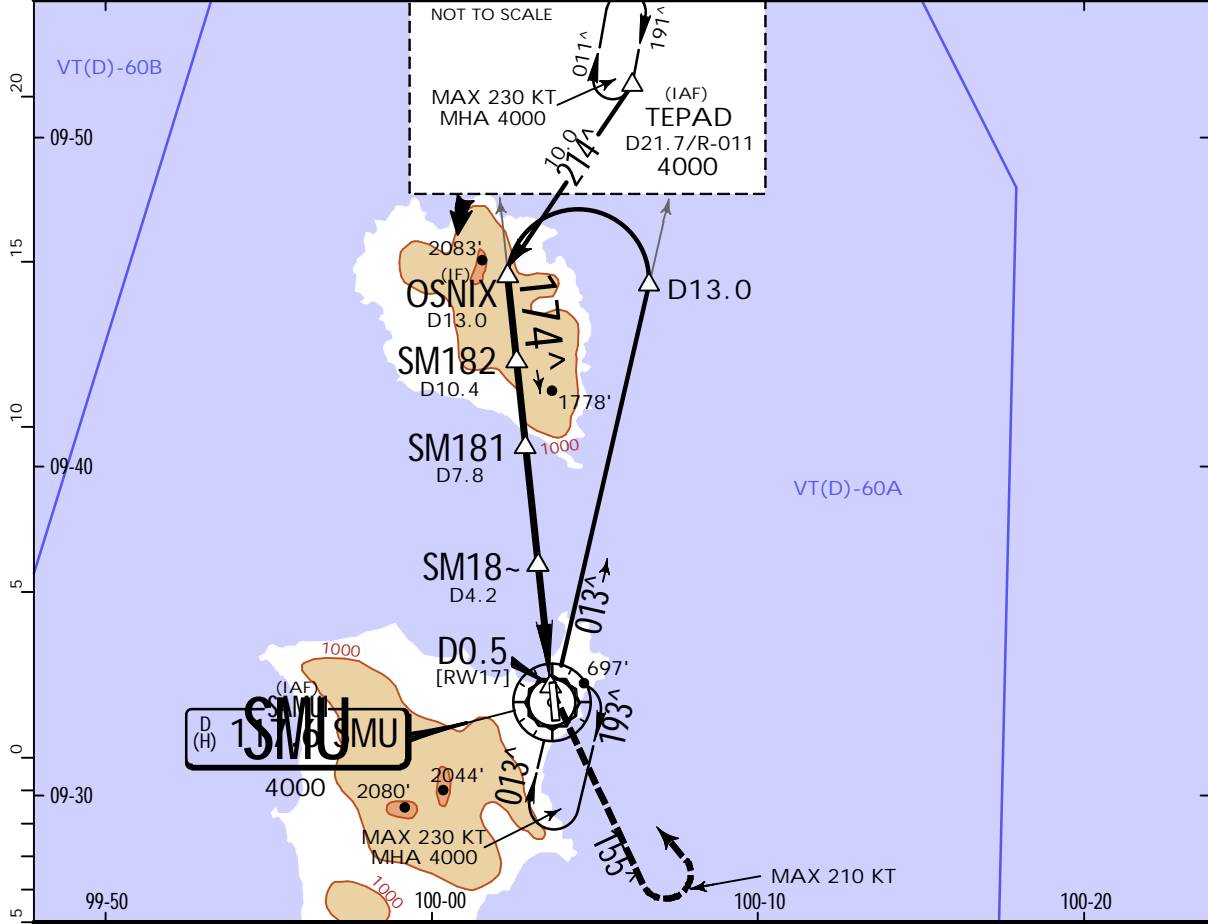 NOT TO SCALE
011^
191^
VT(D)-60B
MAX 230 KT
MHA 4000
(IAF)
TEPAD
D21.7/R-011
4000
10.0
214^
20
09-50
15
2083'
(IF)
OSNIX
D13.0
174^
D13.0
SM182
D10.4
1778'
10
SM181
D7.8
1000
09-40
VT(D)-60A
5
SM18~
D4.2
013^
1000
D0.5
[RW17]
697'
(IAF)
SAMUI
SMU
D
(H)
SMU
4000
193^
013^
0
09-30
2080'
2044'
MAX 230 KT
MHA 4000
155^
MAX 210 KT
1000
5
99-50
100-00
100-10
100-20